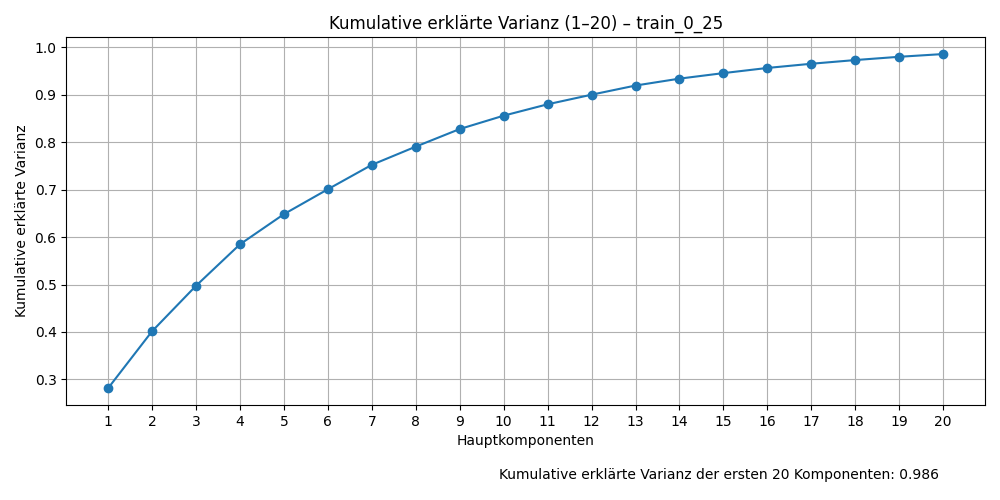 Kumulative erklärte Varianz (1–20) – train_0_25
Kumulative erklärte Varianz
1.0
0.9
0.8
0.7
0.6
0.5
0.4
0.3
1 2 3 4 5 6 7 8 9 10 11 12 13 14 15 16 17 18 19 20
Hauptkomponenten
Kumulative erklärte Varianz der ersten 20 Komponenten: 0.986